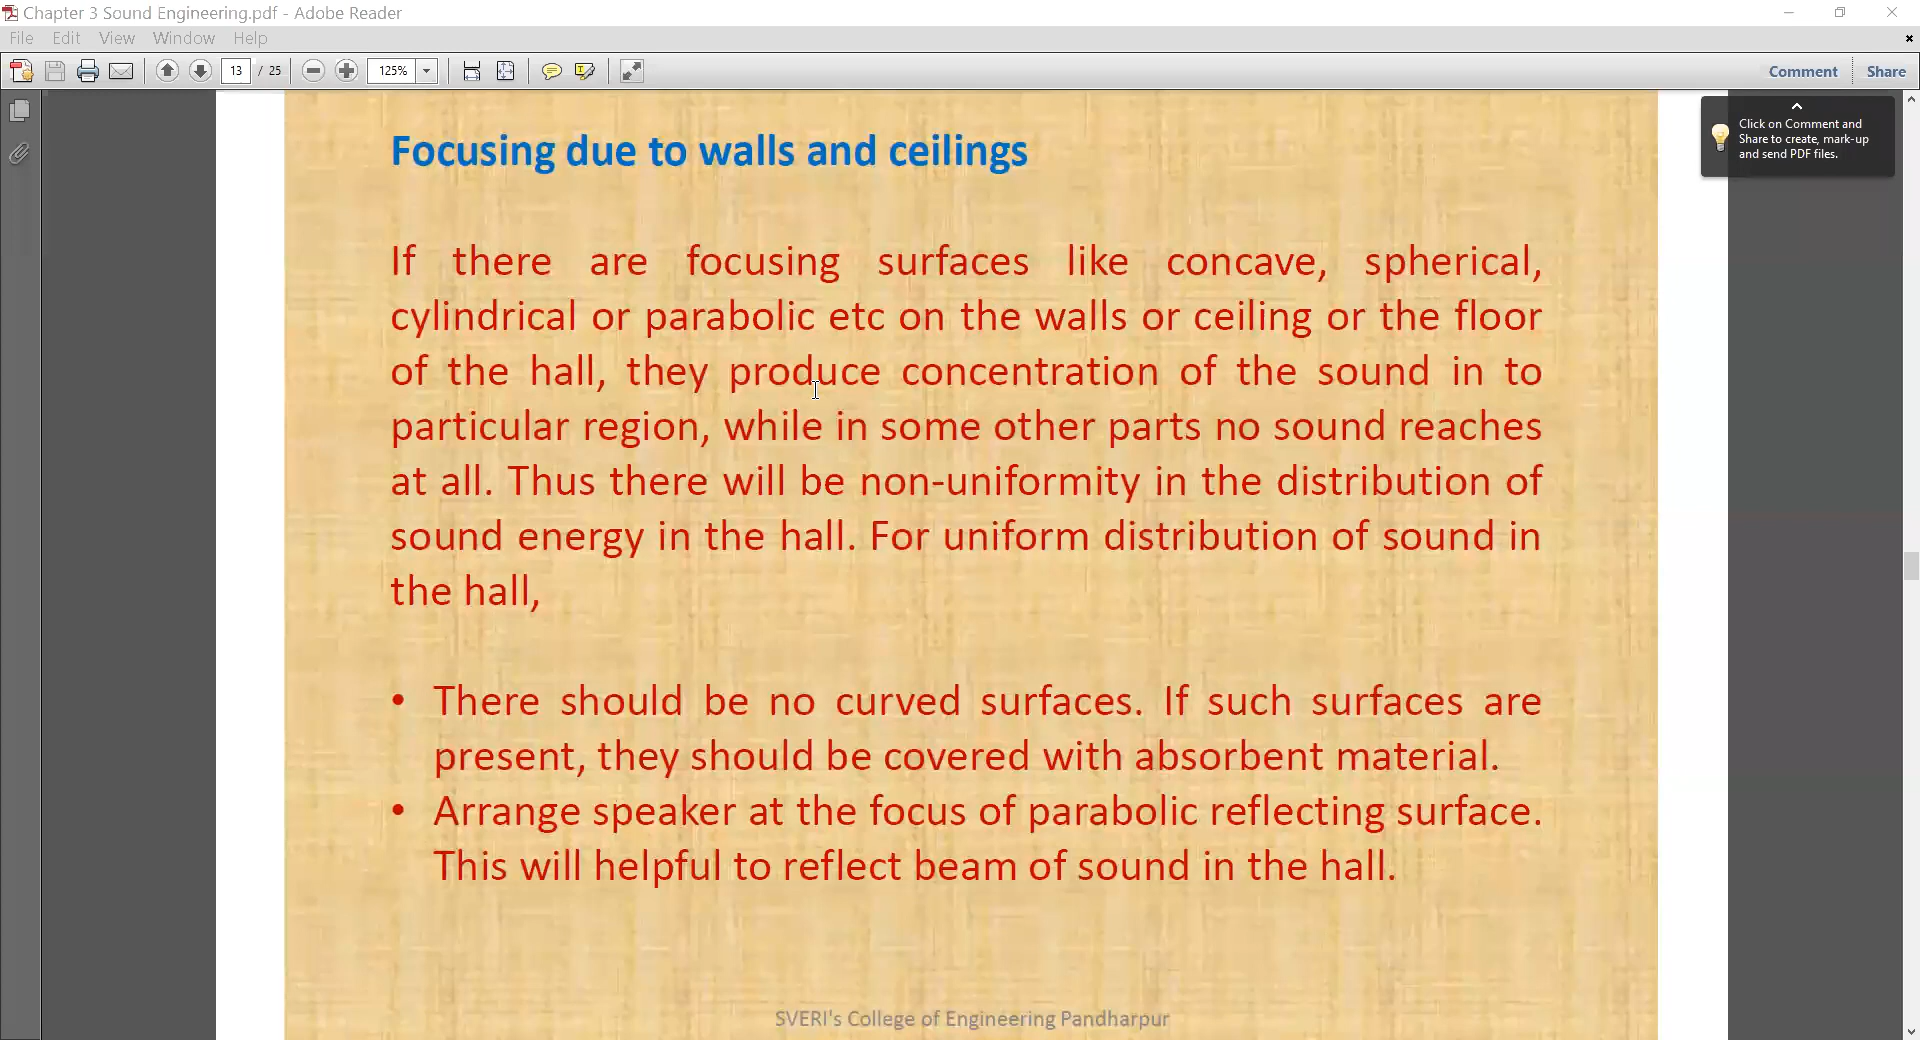 Chapter 3 Sound Engineering.pdf - Adobe Reader
File Edit View Window Help
13 / 25 125% Comment Share
Click on Comment and
Share to create, mark-up
and send PDF files.
Focusing due to walls and ceilings
If there are focusing surfaces like concave, spherical,
cylindrical or parabolic etc on the walls or ceiling or the floor
of the hall, they produce concentration of the sound in to
particular region, while in some other parts no sound reaches
at all. Thus there will be non-uniformity in the distribution of
sound energy in the hall. For uniform distribution of sound in
the hall,
• There should be no curved surfaces. If such surfaces are
present, they should be covered with absorbent material.
• Arrange speaker at the focus of parabolic reflecting surface.
This will helpful to reflect beam of sound in the hall.
SVERI's College of Engineering Pandharpur